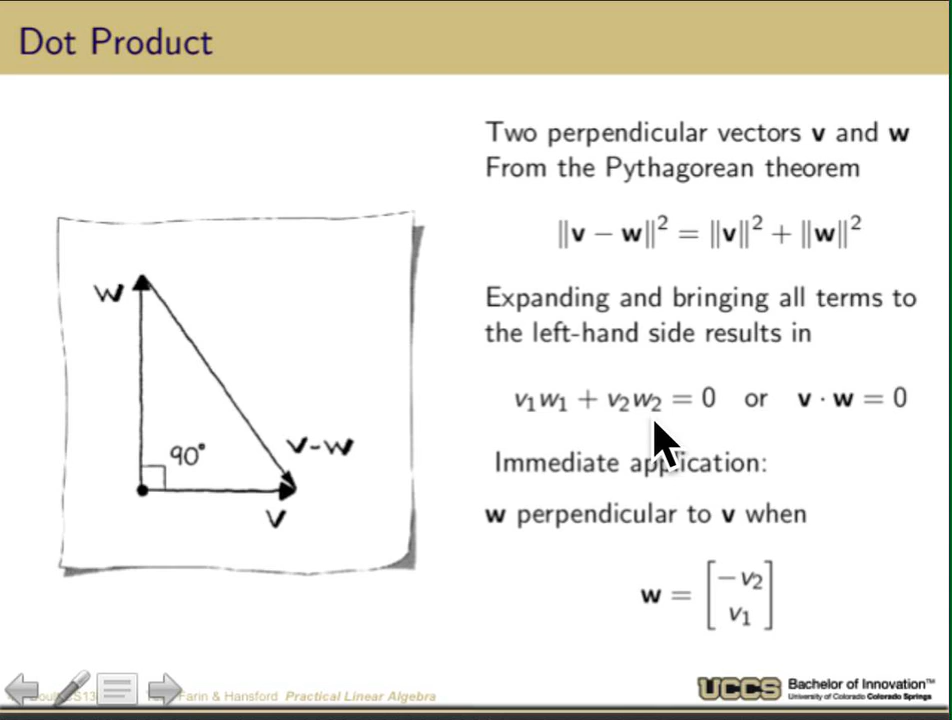 Dot Product
Two perpendicular vectors v and w
From the Pythagorean theorem
‖v − w‖² = ‖v‖² + ‖w‖²
Expanding and bringing all terms to
the left-hand side results in
v₁w₁ + v₂w₂ = 0 or v · w = 0
Immediate application:
w perpendicular to v when
w = [−v₂
v₁]
w
90°
v-w
v
Farin & Hansford Practical Linear Algebra
UCCS Bachelor of Innovation™
University of Colorado Colorado Springs